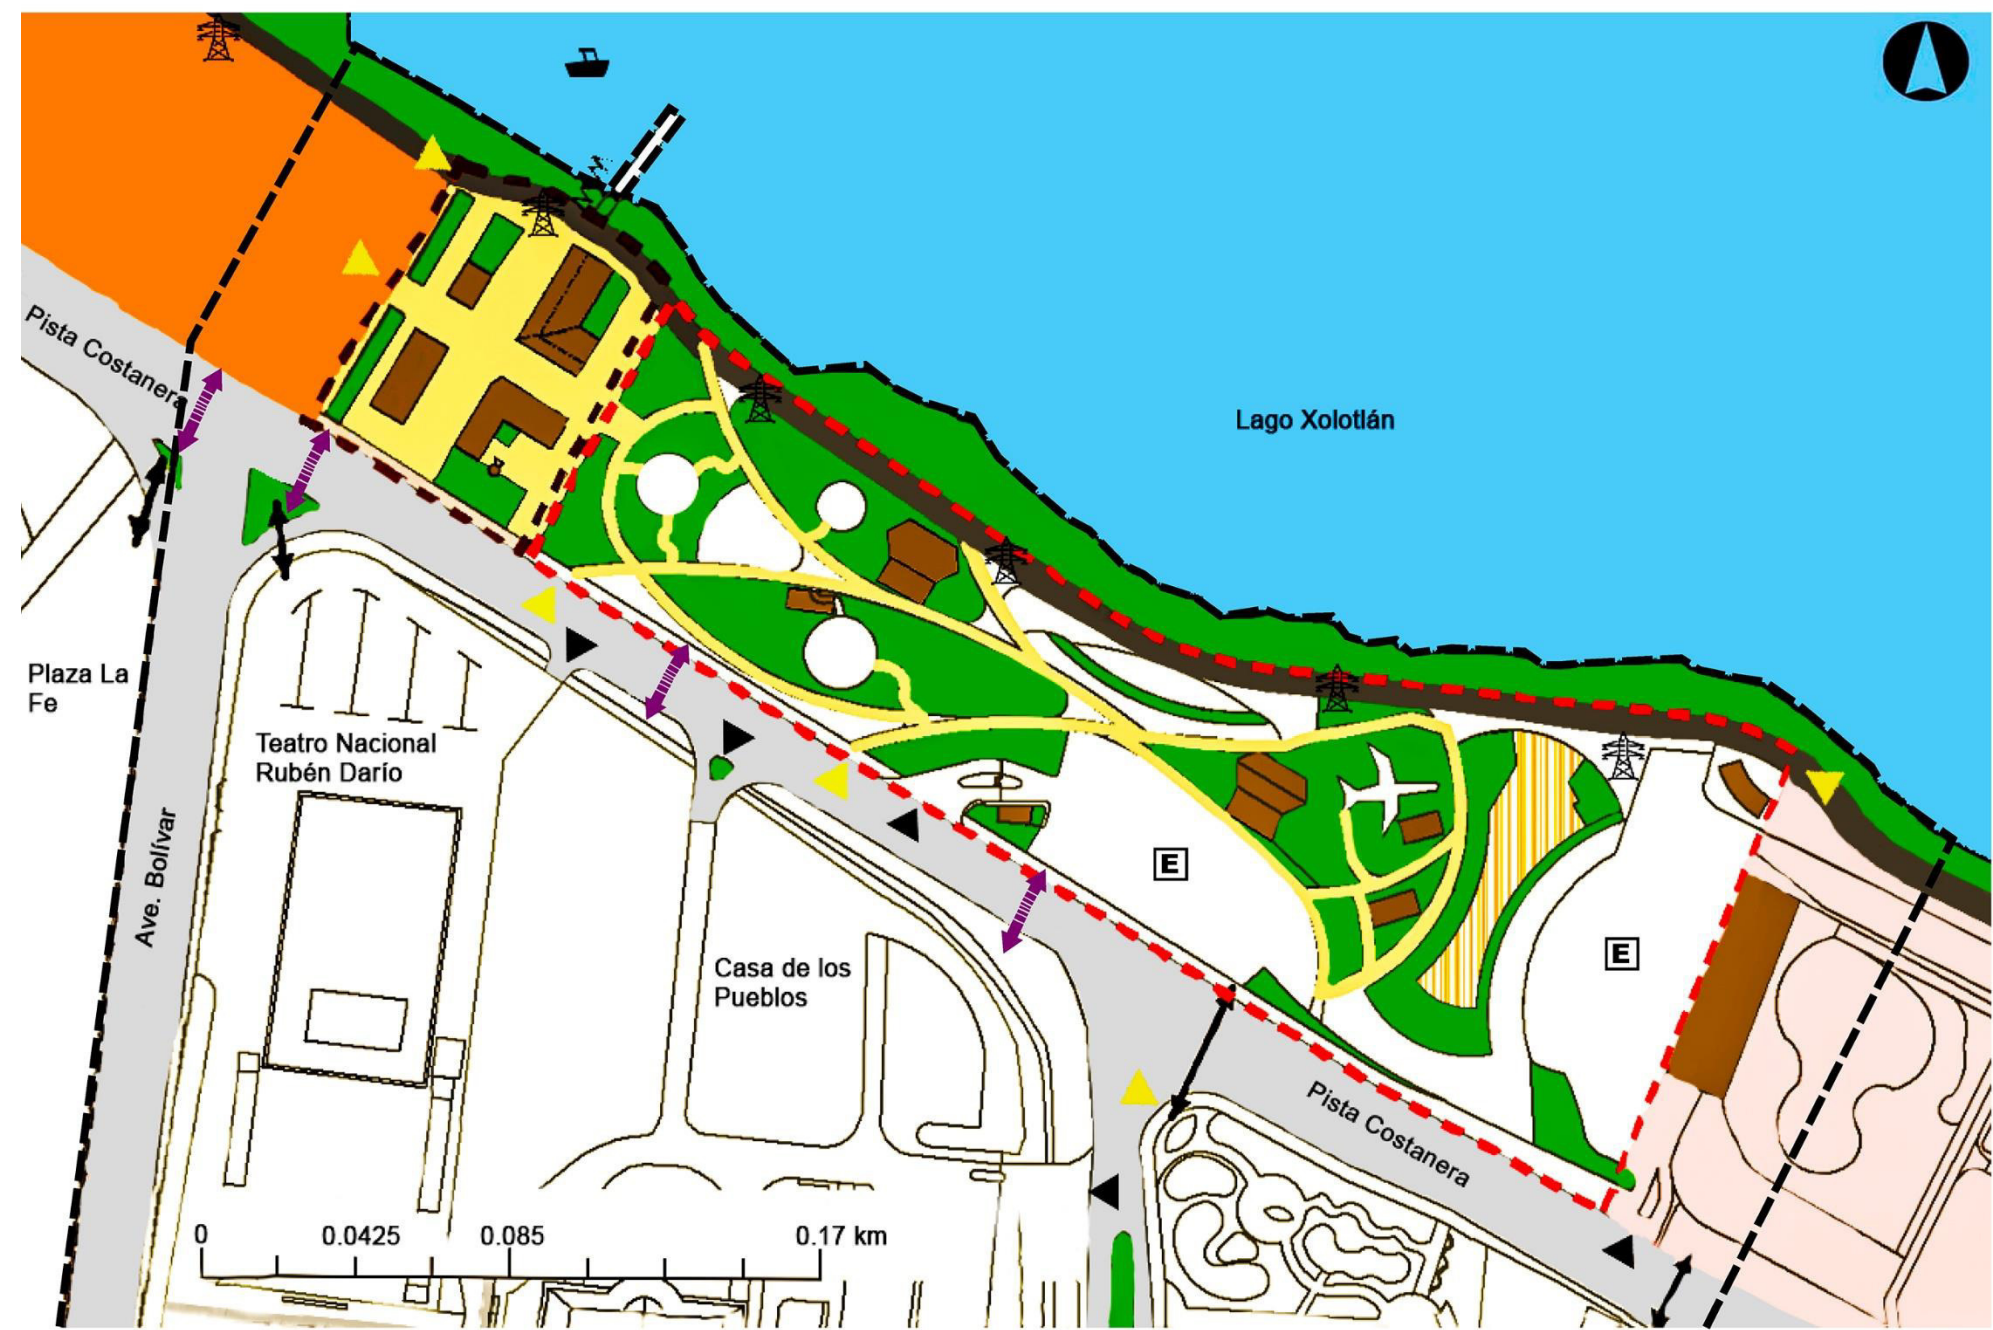 Pista Costanera
Lago Xolotlán
Plaza La
Fe
Teatro Nacional
Rubén Darío
Ave. Bolívar
E
E
Casa de los
Pueblos
Pista Costanera
0 0.0425 0.085 0.17 km